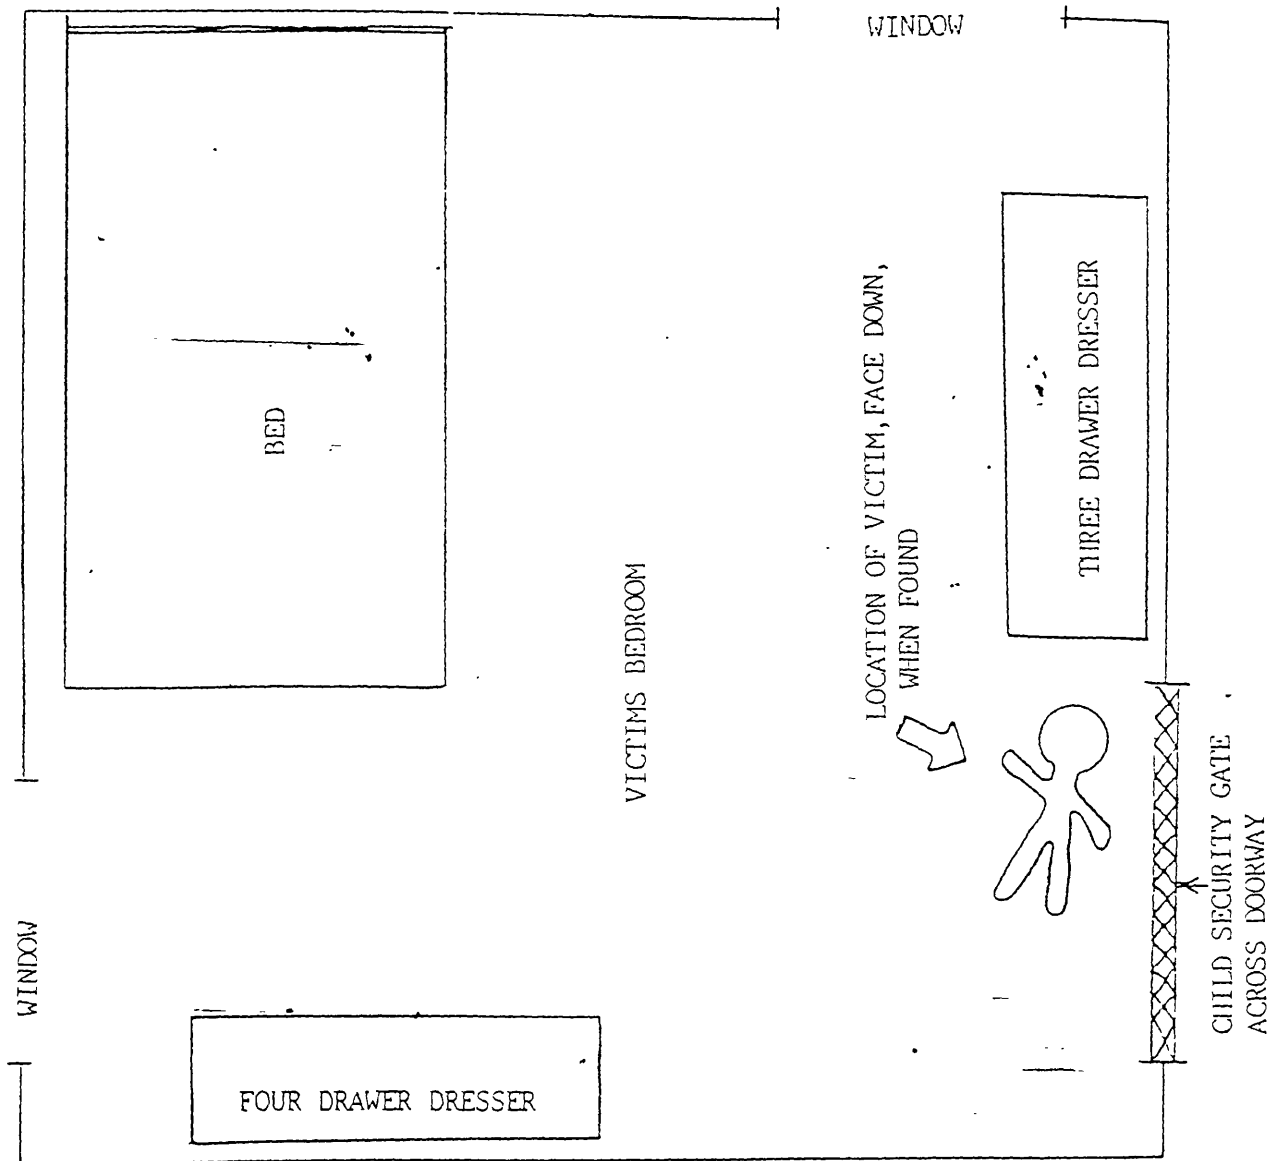 WINDOW
BED
WINDOW
VICTIMS BEDROOM
LOCATION OF VICTIM, FACE DOWN,
WHEN FOUND
THREE DRAWER DRESSER
FOUR DRAWER DRESSER
CHILD SECURITY GATE
ACROSS DOORWAY